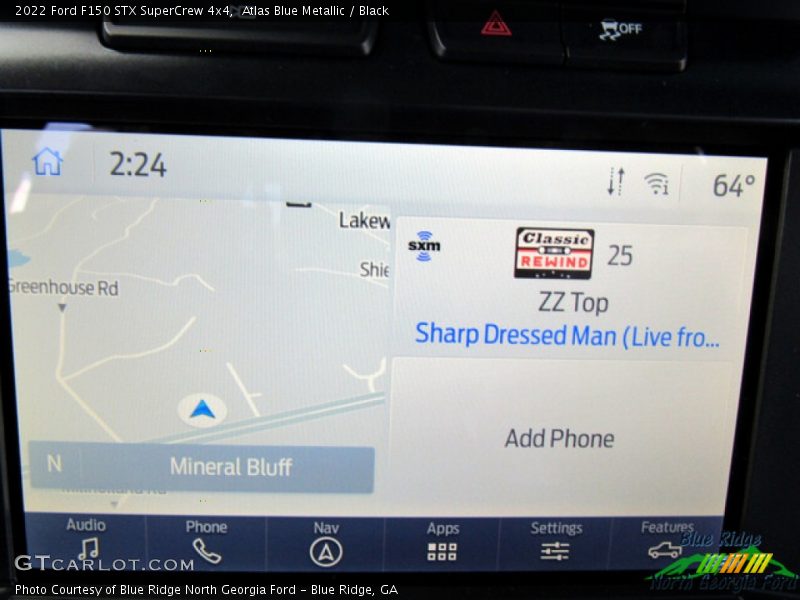 2022 Ford F150 STX SuperCrew 4x4,  Atlas Blue Metallic / Black
OFF
2:24
64°
Lakew
sxm
Classic
REWIND
25
Shie
Greenhouse Rd
ZZ Top
Sharp Dressed Man (Live fro...
Add Phone
N
Mineral Bluff
Audio
Phone
Nav
Apps
Settings
Features
GTCarlot.com
Blue Ridge
North Georgia Ford
Photo Courtesy of Blue Ridge North Georgia Ford - Blue Ridge, GA